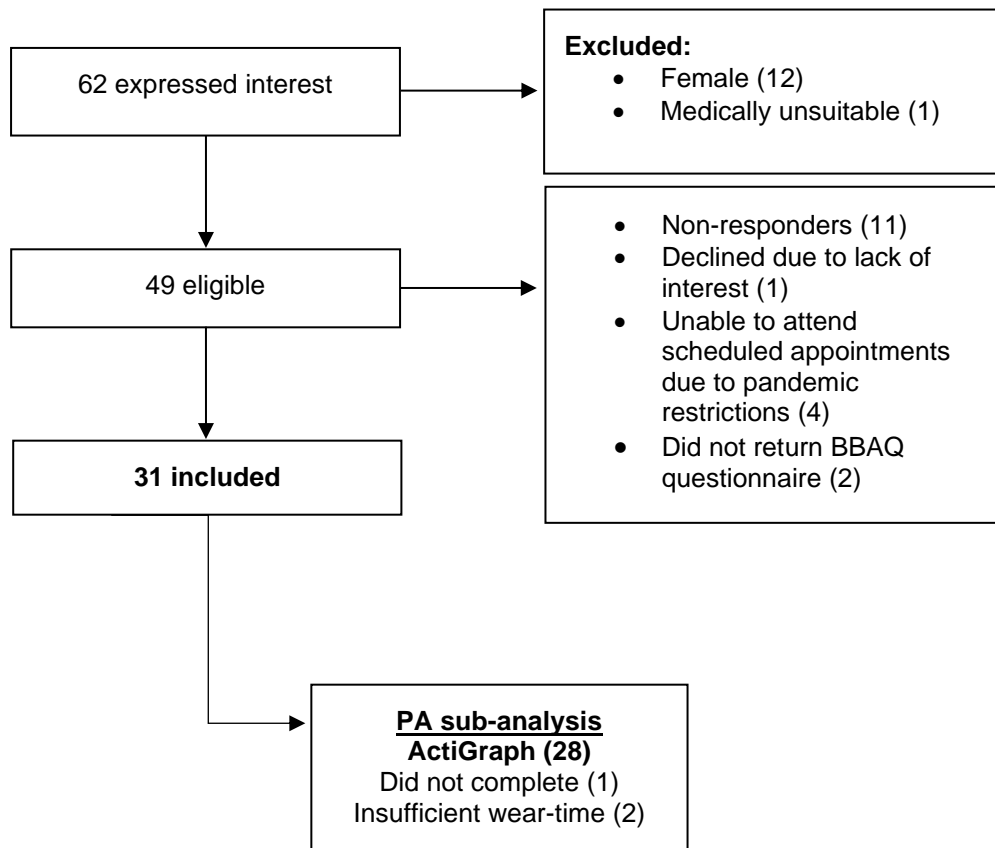 62 expressed interest
Excluded:
• Female (12)
• Medically unsuitable (1)
49 eligible
• Non-responders (11)
• Declined due to lack of
interest (1)
• Unable to attend
scheduled appointments
due to pandemic
restrictions (4)
• Did not return BBAQ
questionnaire (2)
31 included
PA sub-analysis
ActiGraph (28)
Did not complete (1)
Insufficient wear-time (2)